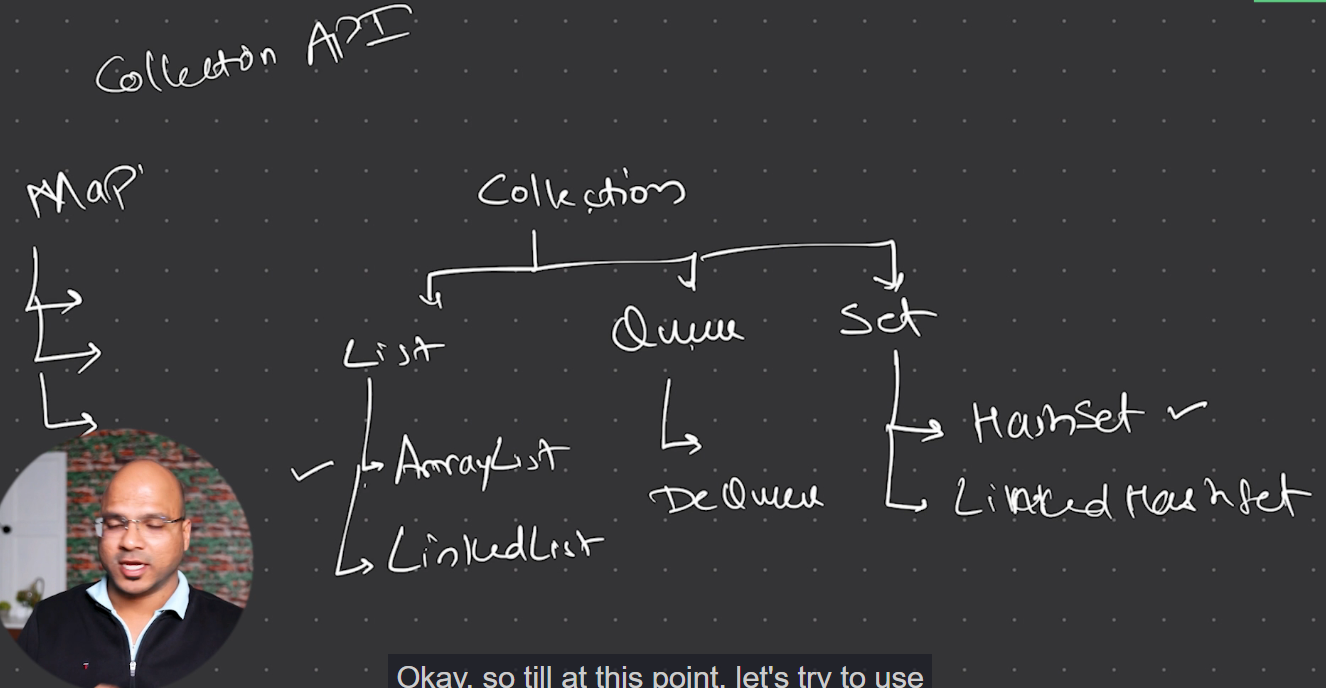 Collection API
Map
Collections
List
Queue
Set
ArrayList
LinkedList
DeQueue
HashSet
LinkedHashSet
Okay, so till at this point, let's try to use